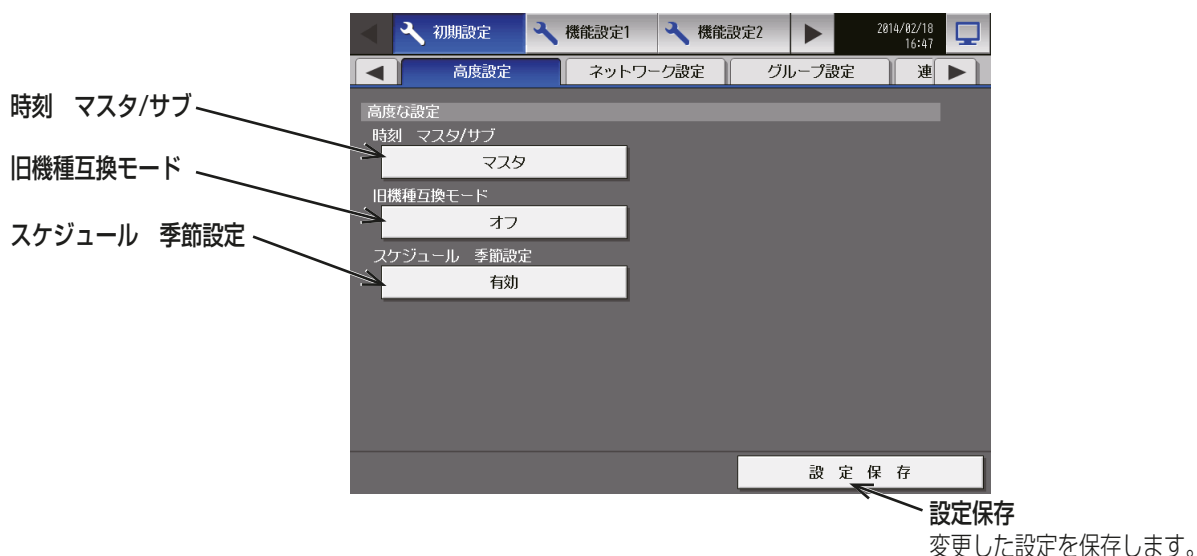 初期設定
機能設定1
機能設定2
2014/02/18
16:47
高度設定
ネットワーク設定
グループ設定
連
高度な設定
時刻　マスタ/サブ
時刻　マスタ/サブ
マスタ
旧機種互換モード
旧機種互換モード
オフ
スケジュール　季節設定
スケジュール　季節設定
有効
設 定 保 存
設定保存
変更した設定を保存します。